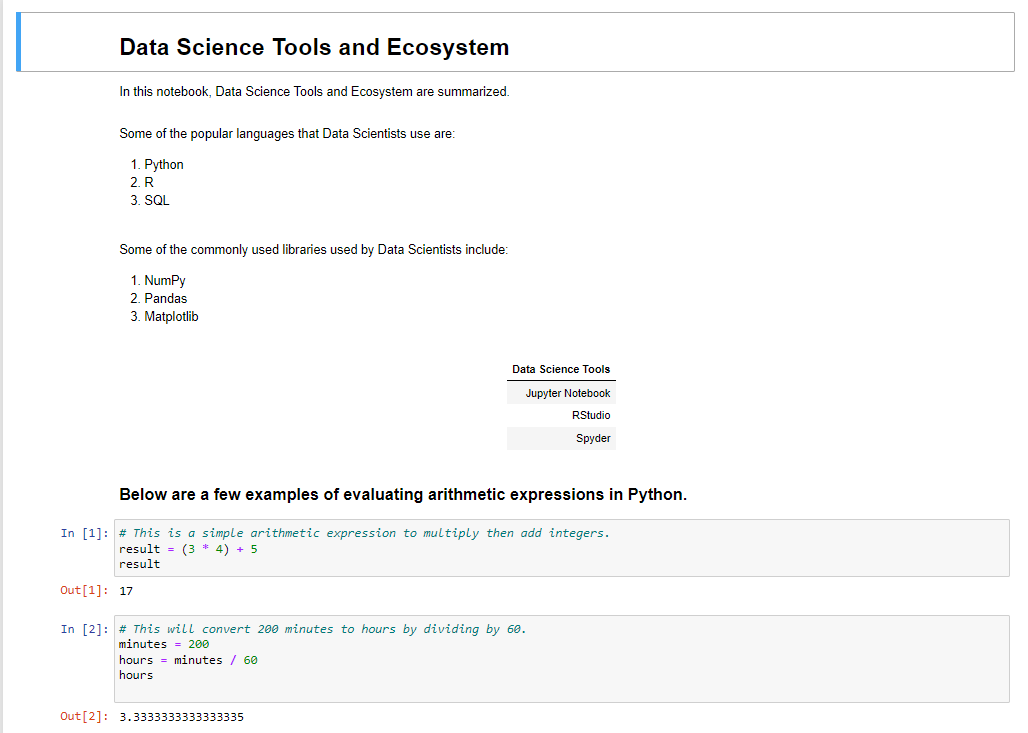 Data Science Tools and Ecosystem
In this notebook, Data Science Tools and Ecosystem are summarized.
Some of the popular languages that Data Scientists use are:
1. Python
2. R
3. SQL
Some of the commonly used libraries used by Data Scientists include:
1. NumPy
2. Pandas
3. Matplotlib
Data Science Tools
Jupyter Notebook
RStudio
Spyder
Below are a few examples of evaluating arithmetic expressions in Python.
In [1]: # This is a simple arithmetic expression to multiply then add integers.
result = (3 * 4) + 5
result
Out[1]: 17
In [2]: # This will convert 200 minutes to hours by dividing by 60.
minutes = 200
hours = minutes / 60
hours
Out[2]: 3.3333333333333335